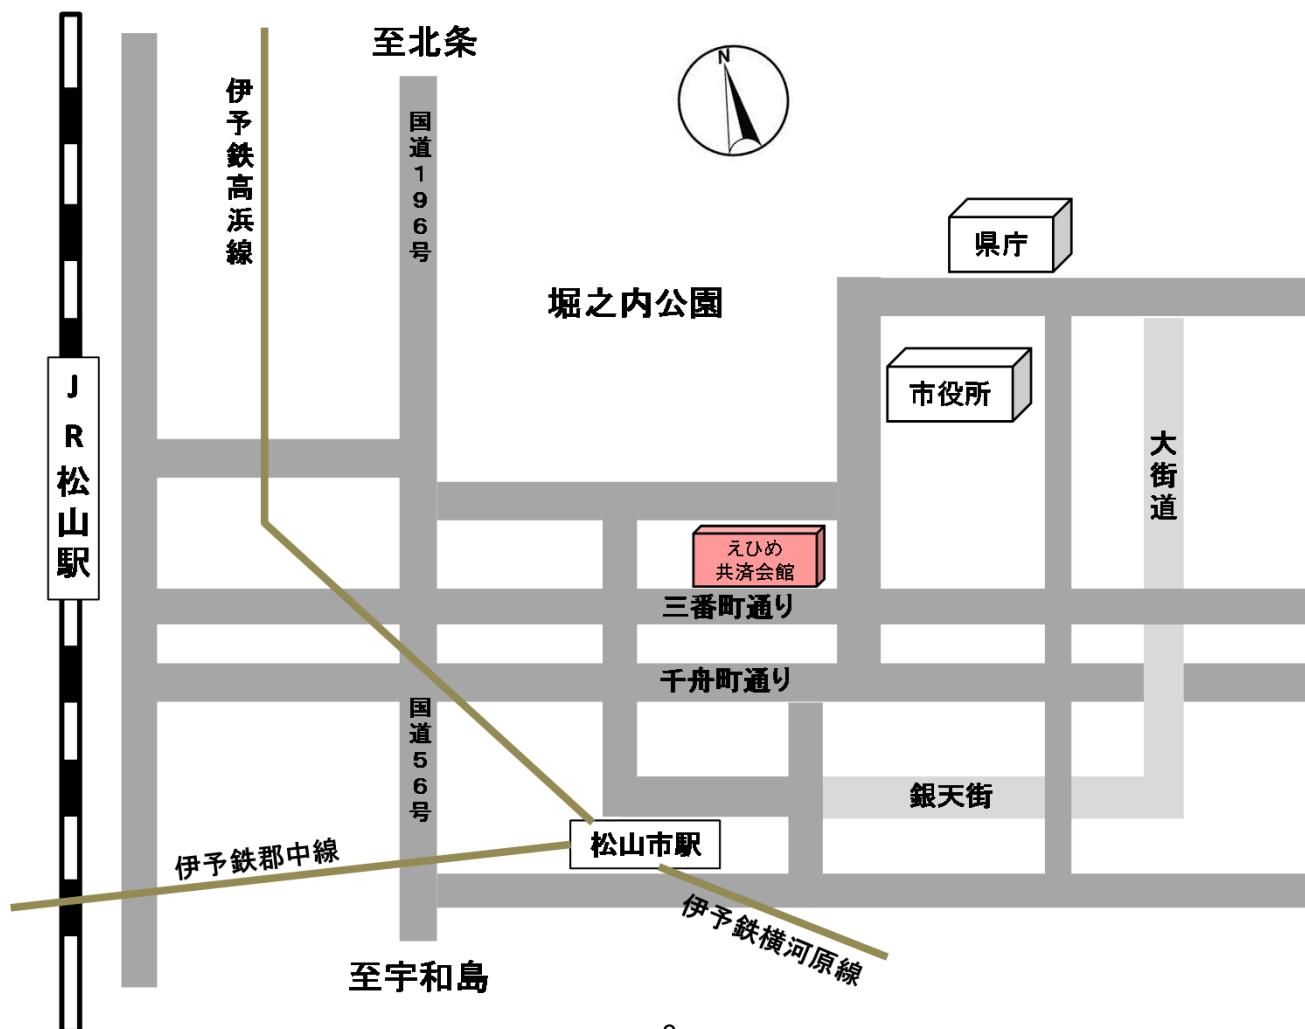 至北条
N
伊予鉄高浜線
国道196号
県庁
堀之内公園
市役所
JR松山駅
大街道
えひめ
共済会館
三番町通り
千舟町通り
国道56号
銀天街
松山市駅
伊予鉄郡中線
伊予鉄横河原線
至宇和島